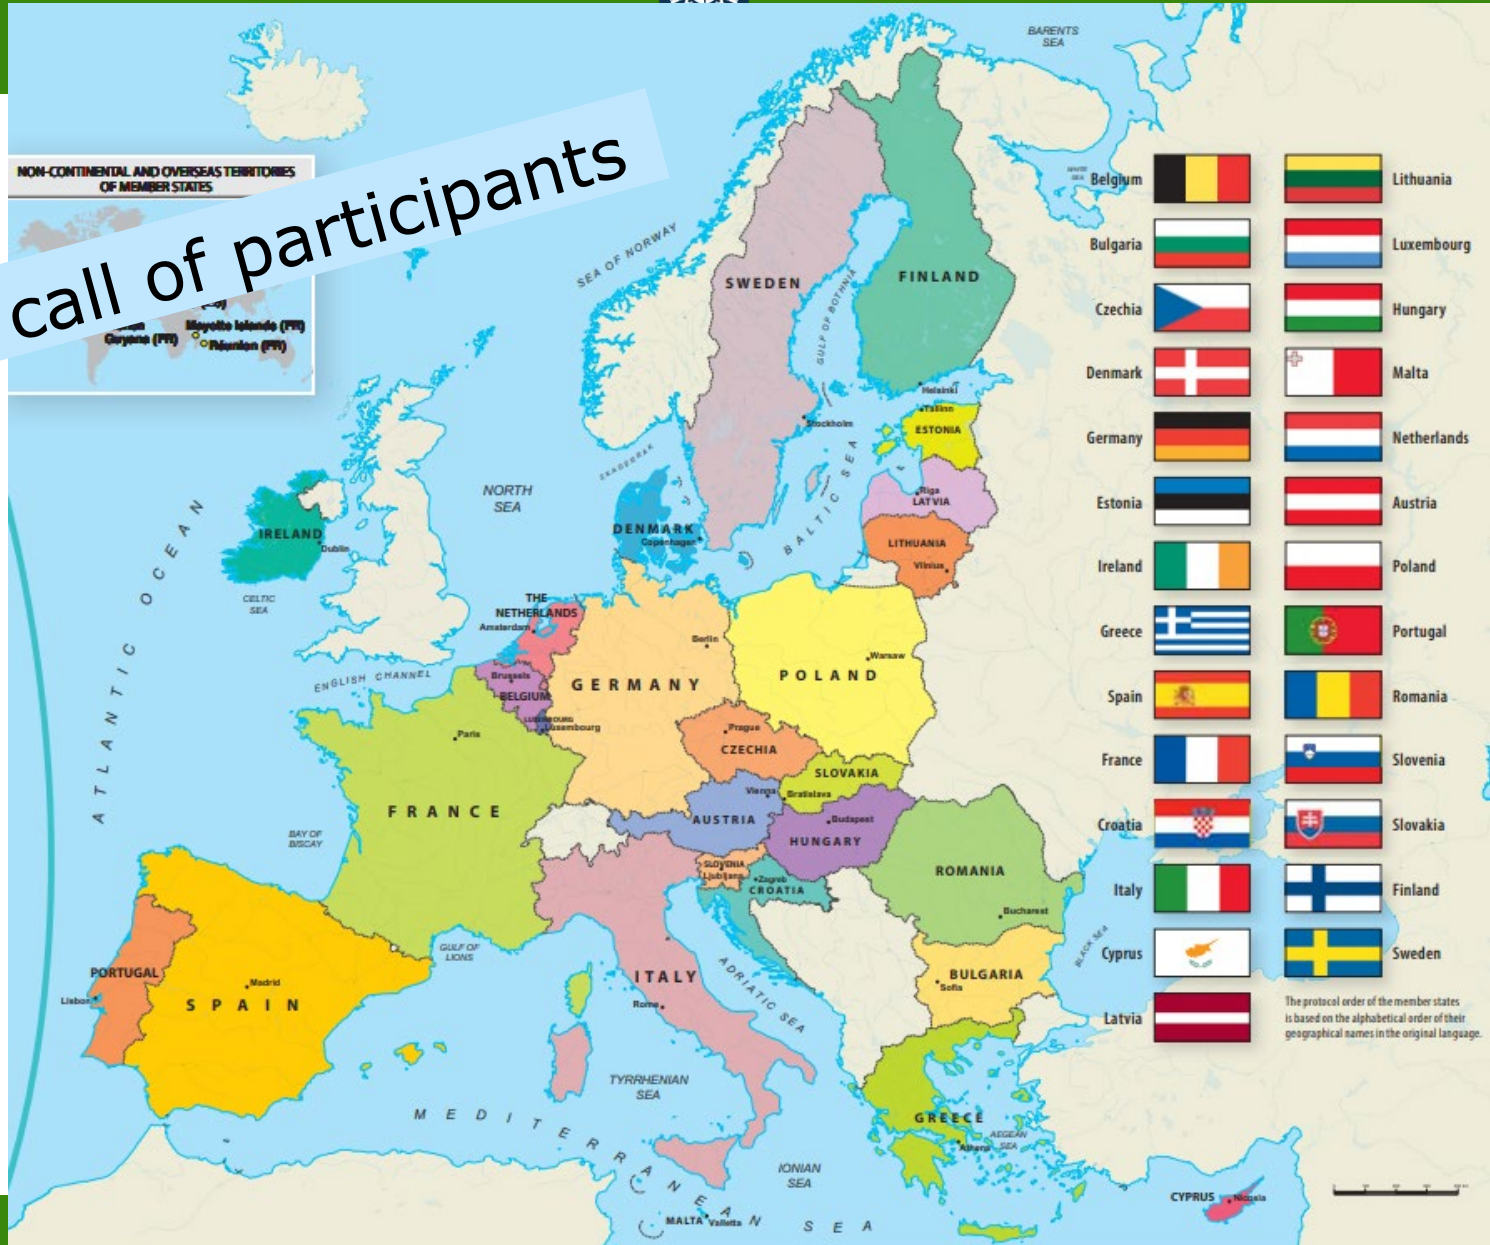 call of participants
NON-CONTINENTAL AND OVERSEAS TERRITORIES
OF MEMBER STATES
Guyana (FR)
Mayotte Islands (FR)
Réunion (FR)
BARENTS
SEA
WHITE
SEA
SEA OF NORWAY
SWEDEN
FINLAND
GULF OF BOTHNIA
Helsinki
Tallinn
Stockholm
ESTONIA
SKAGERRAK
BALTIC SEA
Riga
LATVIA
NORTH
SEA
DENMARK
Copenhagen
LITHUANIA
Vilnius
ATLANTIC OCEAN
IRELAND
Dublin
CELTIC
SEA
THE
NETHERLANDS
Amsterdam
Berlin
Warsaw
ENGLISH CHANNEL
Brussels
BELGIUM
GERMANY
POLAND
LUXEMBOURG
Luxembourg
Paris
Prague
CZECHIA
SLOVAKIA
Vienna
Bratislava
FRANCE
AUSTRIA
Budapest
HUNGARY
BAY OF
BISCAY
SLOVENIA
Ljubljana
Zagreb
CROATIA
ROMANIA
Bucharest
GULF OF
LIONS
BLACK SEA
PORTUGAL
Lisbon
Madrid
SPAIN
ITALY
Rome
ADRIATIC SEA
BULGARIA
Sofia
TYRRHENIAN
SEA
MEDITERRANEAN SEA
GREECE
AEGEAN
SEA
Athens
IONIAN
SEA
MALTA
Valletta
CYPRUS
Nicosia
Belgium
Lithuania
Bulgaria
Luxembourg
Czechia
Hungary
Denmark
Malta
Germany
Netherlands
Estonia
Austria
Ireland
Poland
Greece
Portugal
Spain
Romania
France
Slovenia
Croatia
Slovakia
Italy
Finland
Cyprus
Sweden
Latvia
The protocol order of the member states
is based on the alphabetical order of their
geographical names in the original language.